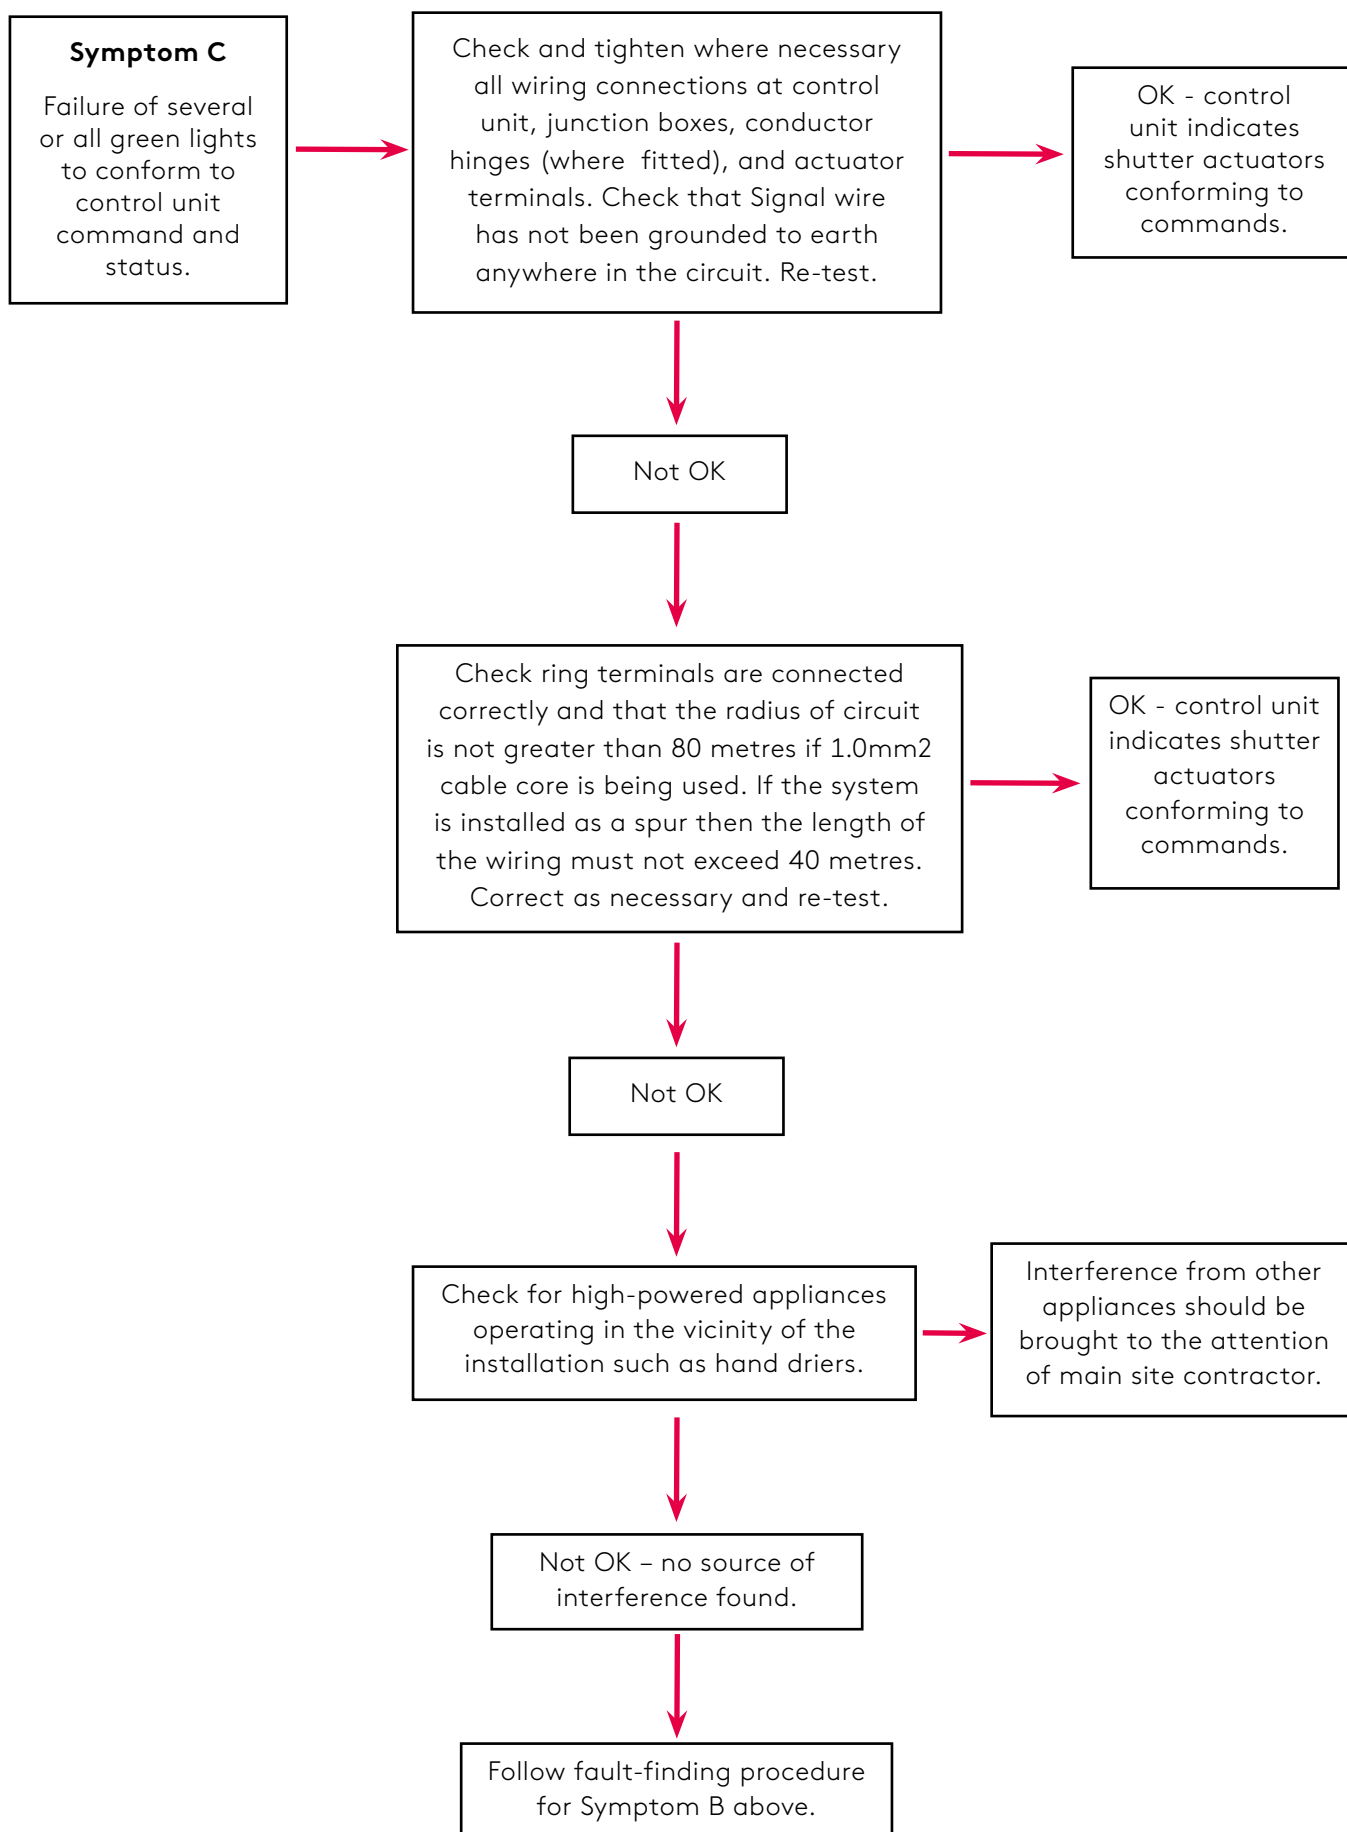 Symptom C
Failure of several
or all green lights
to conform to
control unit
command and
status.
Check and tighten where necessary
all wiring connections at control
unit, junction boxes, conductor
hinges (where fitted), and actuator
terminals. Check that Signal wire
has not been grounded to earth
anywhere in the circuit. Re-test.
OK - control
unit indicates
shutter actuators
conforming to
commands.
Not OK
Check ring terminals are connected
correctly and that the radius of circuit
is not greater than 80 metres if 1.0mm2
cable core is being used. If the system
is installed as a spur then the length of
the wiring must not exceed 40 metres.
Correct as necessary and re-test.
OK - control unit
indicates shutter
actuators
conforming to
commands.
Not OK
Check for high-powered appliances
operating in the vicinity of the
installation such as hand driers.
Interference from other
appliances should be
brought to the attention
of main site contractor.
Not OK – no source of
interference found.
Follow fault-finding procedure
for Symptom B above.